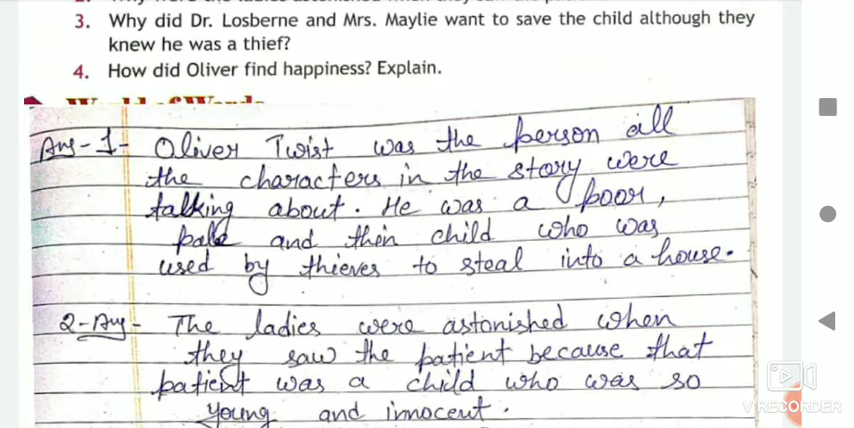 3. Why did Dr. Losberne and Mrs. Maylie want to save the child although they
knew he was a thief?
4. How did Oliver find happiness? Explain.
Ans-1- Oliver Twist was the person all
the characters in the story were
talking about. He was a poor,
pale and thin child who was
used by thieves to steal into a house.
2-Ans- The ladies were astonished when
they saw the patient because that
patient was a child who was so
young and innocent.
V-RECORDER